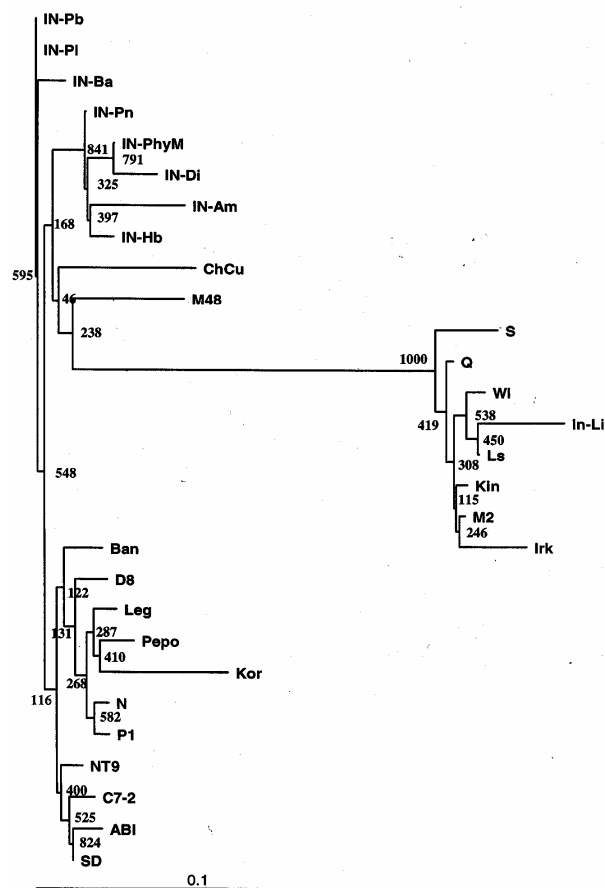 IN-Pb
IN-Pl
IN-Ba
IN-Pn
841
IN-PhyM
791
IN-Di
325
IN-Am
397
IN-Hb
168
ChCu
595
46
M48
238
S
1000
Q
WI
538
In-Li
419
450
Ls
308
Kin
115
M2
246
Irk
548
Ban
D8
122
Leg
131
287
Pepo
410
Kor
268
116
N
582
P1
NT9
400
C7-2
525
ABI
824
SD
0.1